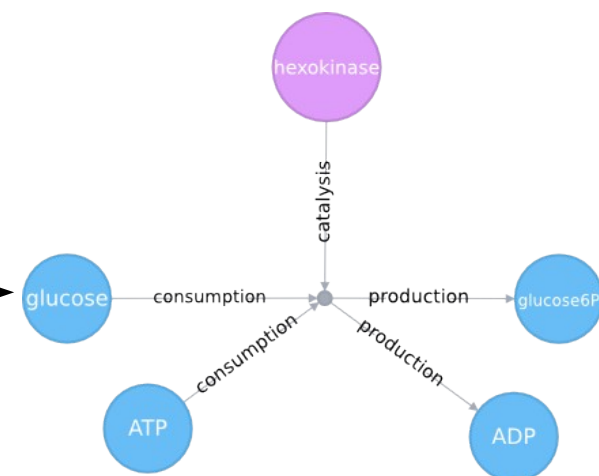 hexokinase
catalysis
glucose
consumption
production
glucose6P
consumption
production
ATP
ADP